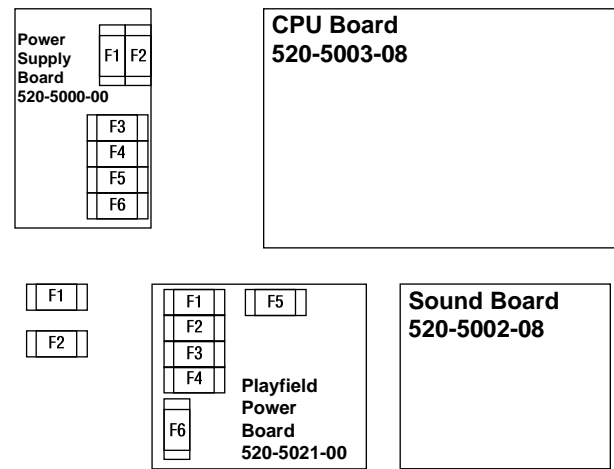 Power
Supply
Board
520-5000-00
F1 F2
F3
F4
F5
F6
CPU Board
520-5003-08
F1
F2
F1
F2
F3
F4
F5
F6
Playfield
Power
Board
520-5021-00
Sound Board
520-5002-08